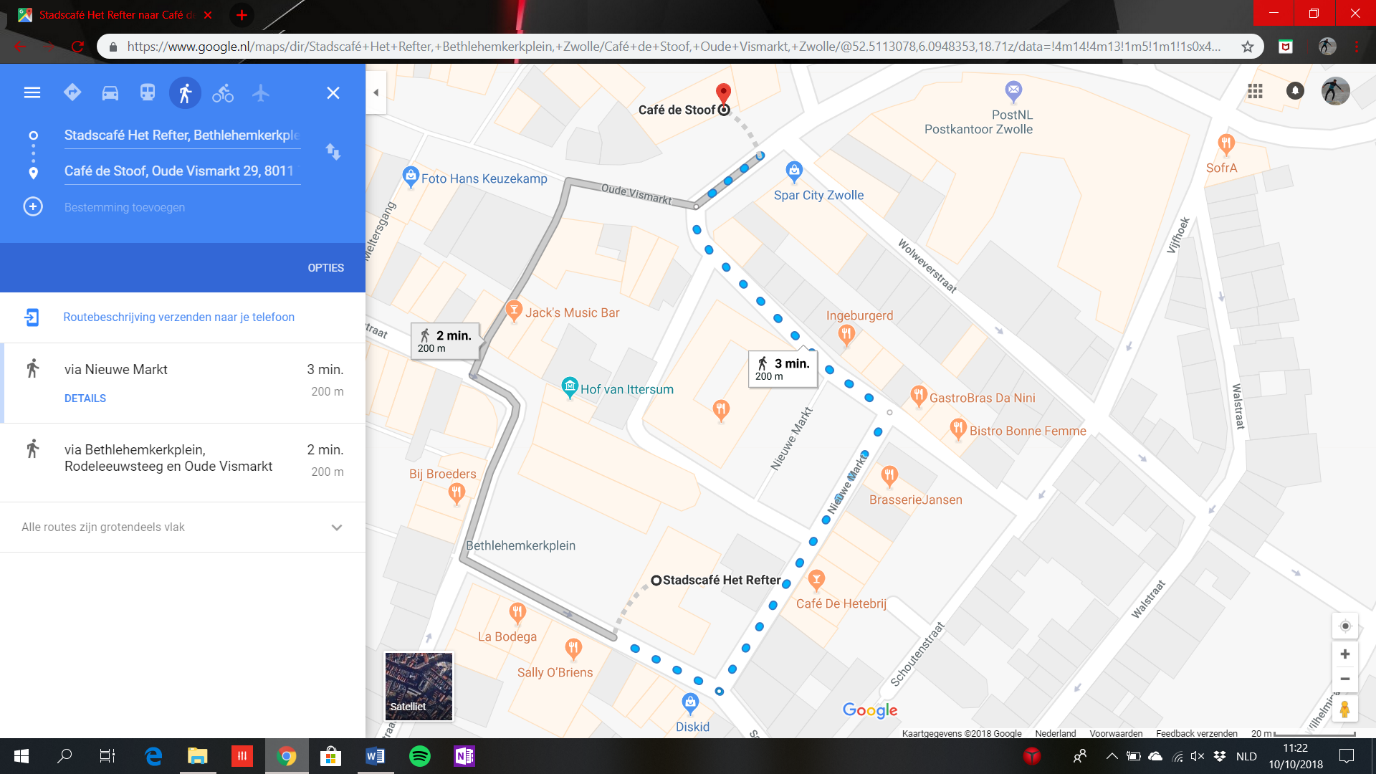 Stadscafé Het Refter naar Café d
https://www.google.nl/maps/dir/Stadscafé+Het+Refter,+Bethlehemkerkplein,+Zwolle/Café+de+Stoof,+Oude+Vismarkt,+Zwolle/@52.5113078,6.0948353,18.71z/data=!4m14!4m13!1m5!1m1!1s0x4...
Stadscafé Het Refter, Bethlehemkerkple
Café de Stoof, Oude Vismarkt 29, 8011
Bestemming toevoegen
OPTIES
Routebeschrijving verzenden naar je telefoon
via Nieuwe Markt
3 min.
200 m
DETAILS
via Bethlehemkerkplein,
Rodeleeuwsteeg en Oude Vismarkt
2 min.
200 m
Alle routes zijn grotendeels vlak
Café de Stoof
PostNL
Postkantoor Zwolle
SofrA
Foto Hans Keuzekamp
Oude Vismarkt
Spar City Zwolle
Meltersgang
Vijfhoek
Wolweverstraat
Jack's Music Bar
Ingeburgerd
straat
2 min.
200 m
3 min.
200 m
Hof van Ittersum
GastroBras Da Nini
Walstraat
Bistro Bonne Femme
Nieuwe Markt
Bij Broeders
Nieuwe Markt
BrasserieJansen
Bethlehemkerkplein
Stadscafé Het Refter
Café De Hetebrij
Walstraat
La Bodega
Schoutenstraat
Sally O'Briens
Satelliet
Diskid
Google
Wilhelmin
Kaartgegevens ©2018 Google
Nederland
Voorwaarden
Feedback verzenden
20 m
NLD
11:22
10/10/2018